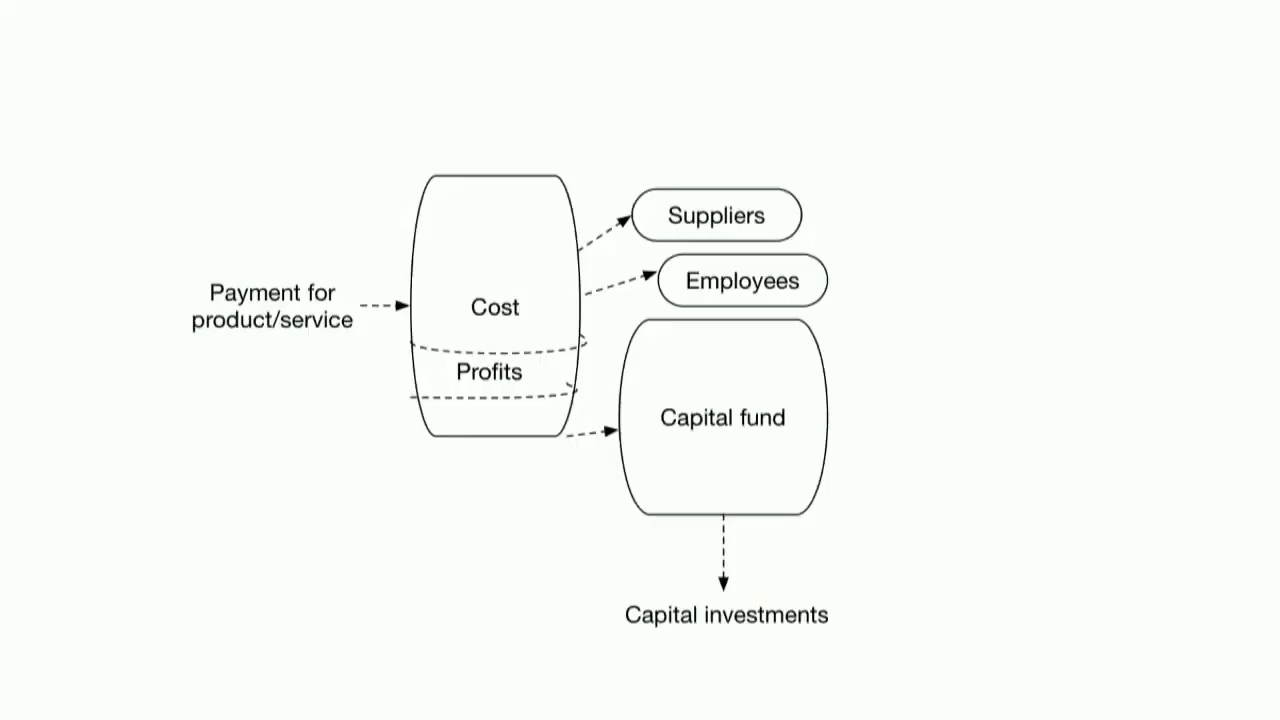 Suppliers
Employees
Payment for
product/service
Cost
Profits
Capital fund
Capital investments